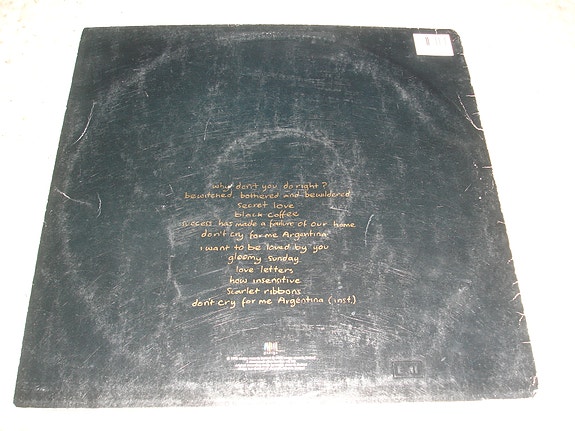 why don't you do right?
bewitched, bothered and bewildered
secret love
black coffee
success has made a failure of our home
don't cry for me Argentina
i want to be loved by you
gloomy sunday
love letters
how insensitive
scarlet ribbons
don't cry for me Argentina (inst.)